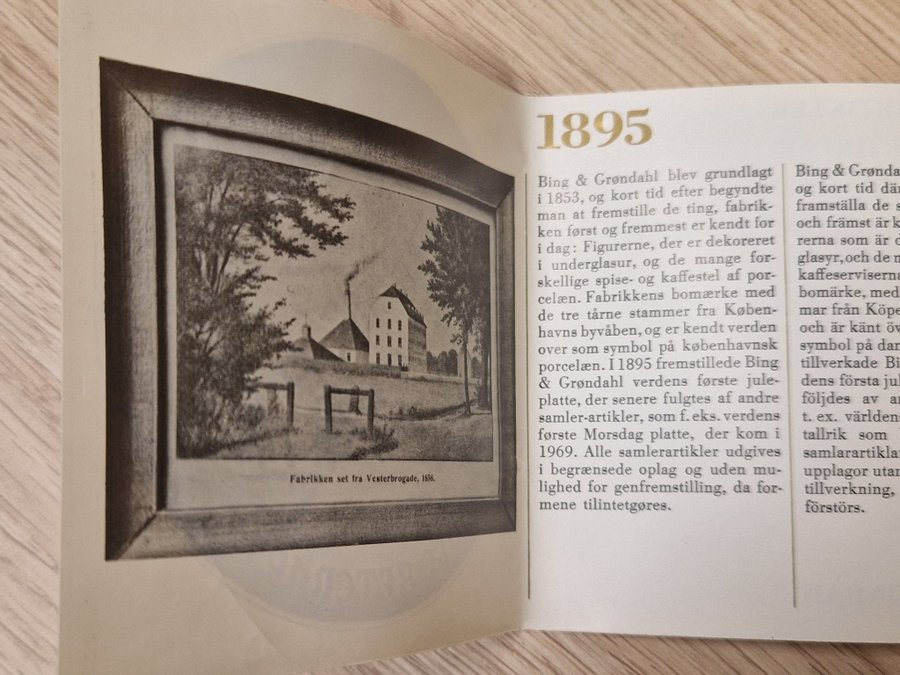 Fabrikken set fra Vesterbrogade, 1856.
1895
Bing & Grøndahl blev grundlagt
i 1853, og kort tid efter begyndte
man at fremstille de ting, fabrik-
ken først og fremmest er kendt for
i dag: Figurerne, der er dekoreret
i underglasur, og de mange for-
skellige spise- og kaffestel af por-
celæn. Fabrikkens bomærke med
de tre tårne stammer fra Køben-
havns byvåben, og er kendt verden
over som symbol på københavnsk
porcelæn. I 1895 fremstillede Bing
& Grøndahl verdens første jule-
platte, der senere fulgtes af andre
samler-artikler, som f. eks. verdens
første Morsdag platte, der kom i
1969. Alle samlerartikler udgives
i begrænsede oplag og uden mu-
lighed for genfremstilling, da for-
mene tilintetgøres.
Bing & Grønda
og kort tid där
framställa de s
och främst är k
rerna som är d
glasyr, och de m
kaffeserviserna
bomärke, med
mar från Köpe
och är känt öv
symbol på dan
tillverkade Bi
dens första jul
följdes av an
t. ex. världens
tallrik som
samlarartiklar
upplagor utan
tillverkning,
förstörs.